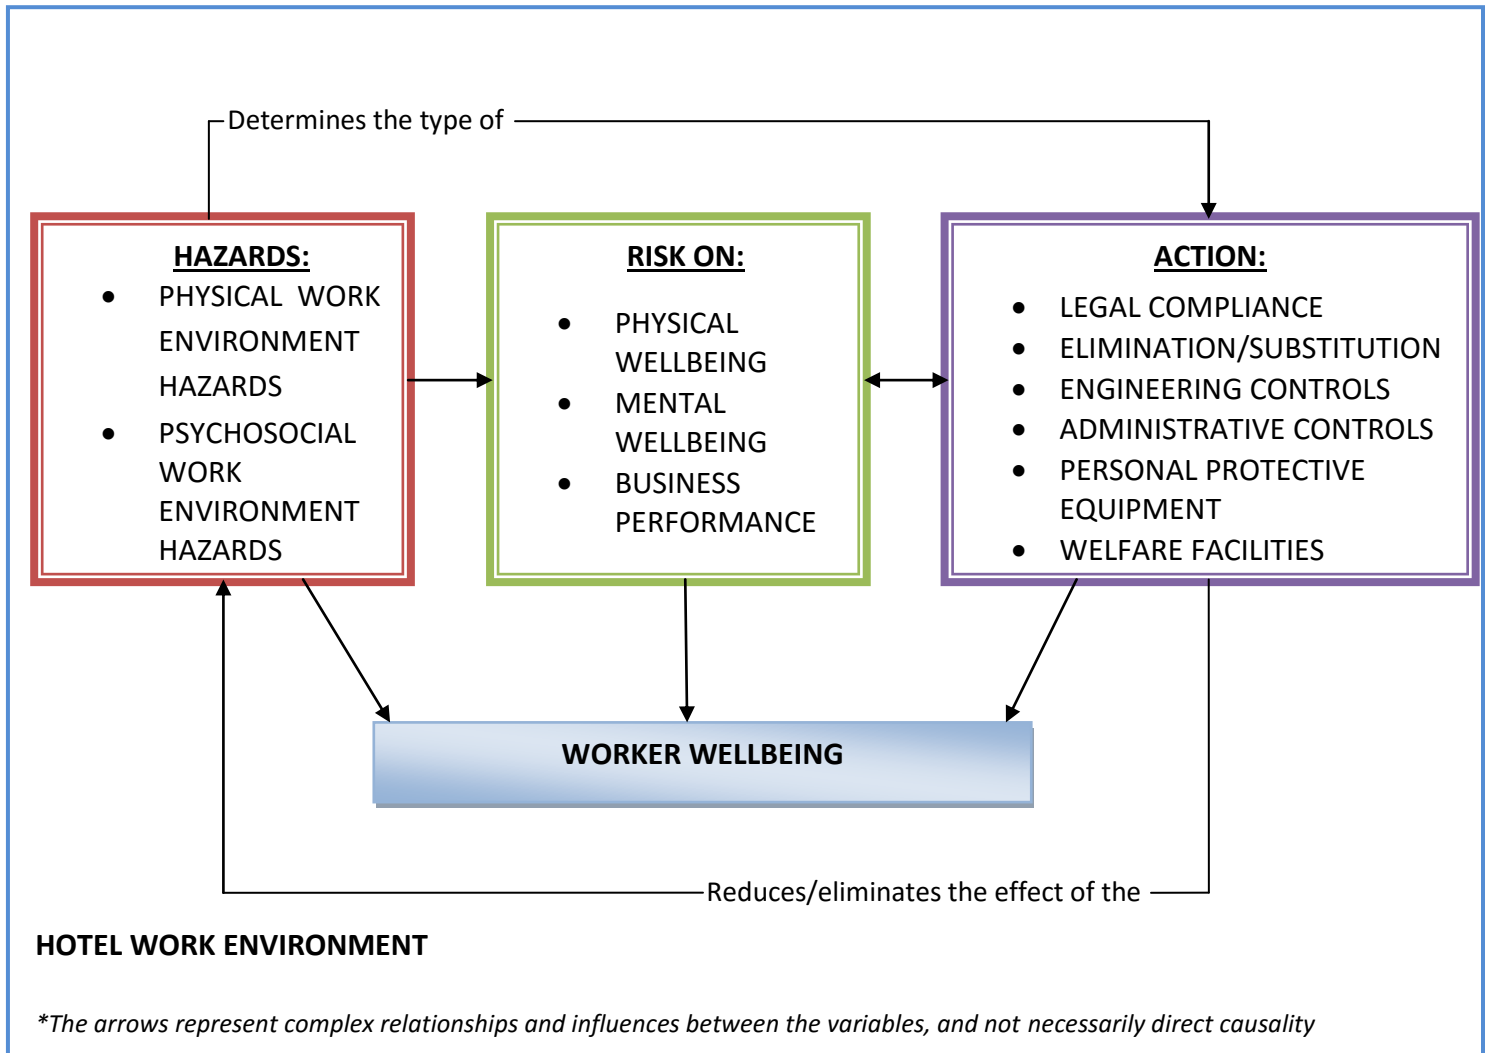 Determines the type of
HAZARDS:
• PHYSICAL WORK
ENVIRONMENT
HAZARDS
• PSYCHOSOCIAL
WORK
ENVIRONMENT
HAZARDS
RISK ON:
• PHYSICAL
WELLBEING
• MENTAL
WELLBEING
• BUSINESS
PERFORMANCE
ACTION:
• LEGAL COMPLIANCE
• ELIMINATION/SUBSTITUTION
• ENGINEERING CONTROLS
• ADMINISTRATIVE CONTROLS
• PERSONAL PROTECTIVE
EQUIPMENT
• WELFARE FACILITIES
WORKER WELLBEING
Reduces/eliminates the effect of the
HOTEL WORK ENVIRONMENT
*The arrows represent complex relationships and influences between the variables, and not necessarily direct causality